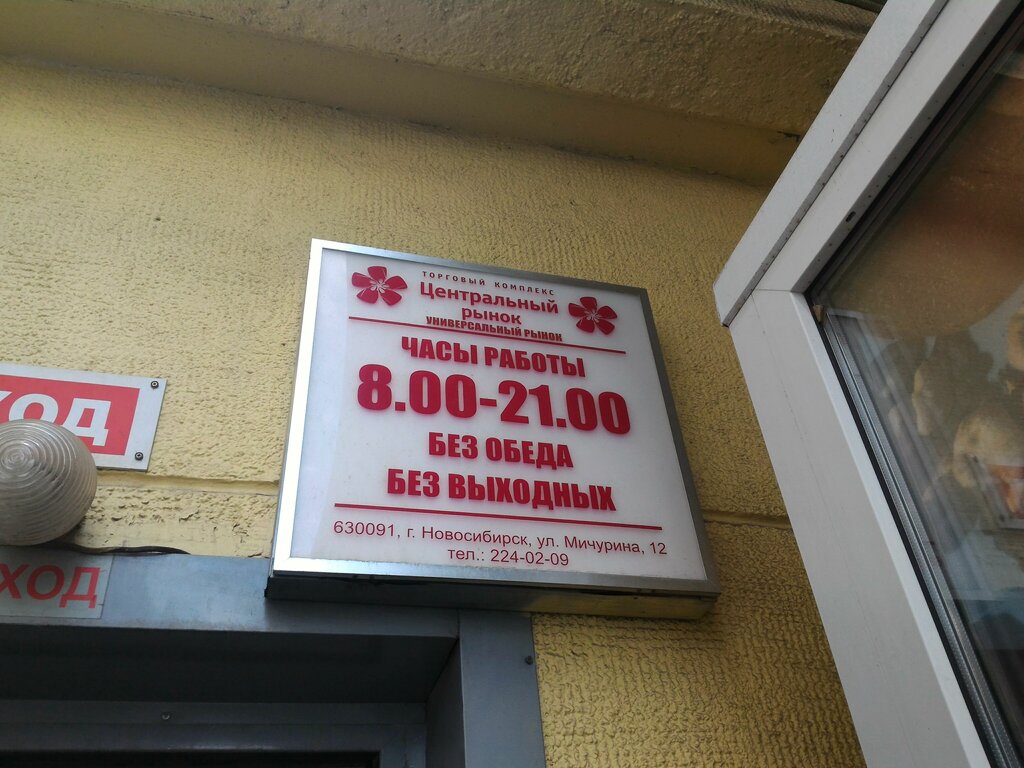 ТОРГОВЫЙ КОМПЛЕКС
Центральный
рынок
УНИВЕРСАЛЬНЫЙ РЫНОК
ЧАСЫ РАБОТЫ
8.00-21.00
БЕЗ ОБЕДА
БЕЗ ВЫХОДНЫХ
630091, г. Новосибирск, ул. Мичурина, 12
тел.: 224-02-09
ХОД
ХОД